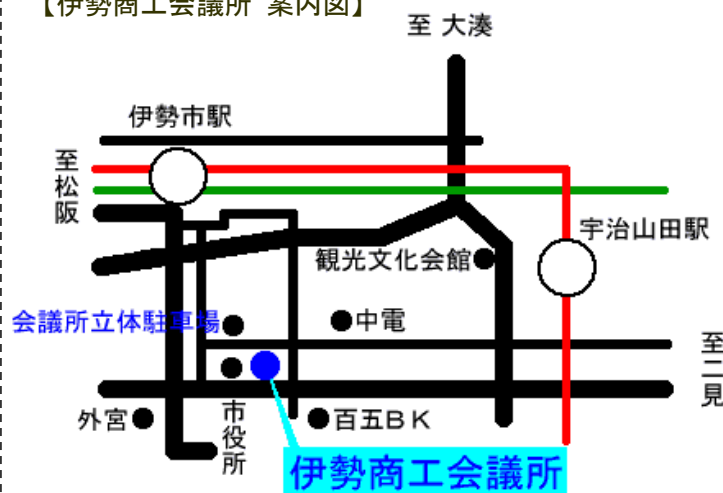 【伊勢商工会議所 案内図】
至 大湊
伊勢市駅
至松阪
宇治山田駅
観光文化会館
会議所立体駐車場
中電
至二見
外宮
市役所
百五BK
伊勢商工会議所